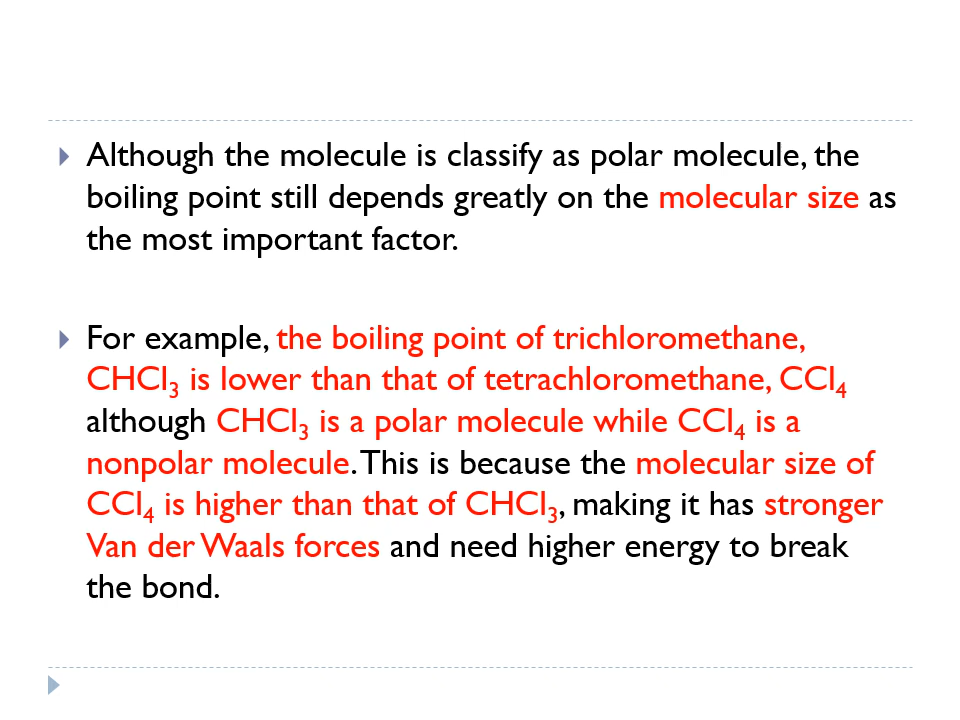 Although the molecule is classify as polar molecule, the
boiling point still depends greatly on the molecular size as
the most important factor.
For example, the boiling point of trichloromethane,
CHCl₃ is lower than that of tetrachloromethane, CCl₄
although CHCl₃ is a polar molecule while CCl₄ is a
nonpolar molecule. This is because the molecular size of
CCl₄ is higher than that of CHCl₃, making it has stronger
Van der Waals forces and need higher energy to break
the bond.